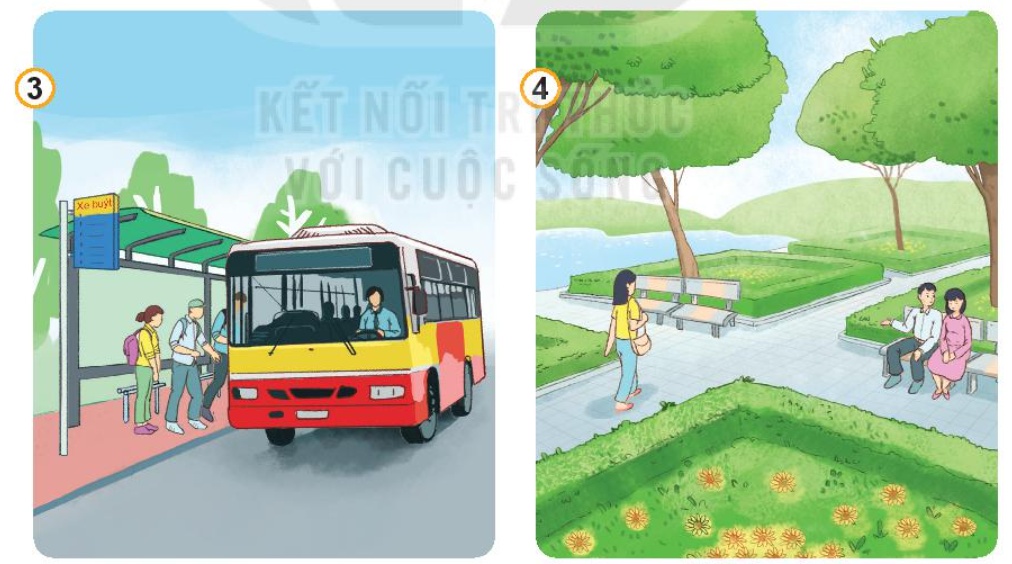 3
4
KẾT NỐI TRI THỨC
VỚI CUỘC SỐNG
Xe buýt